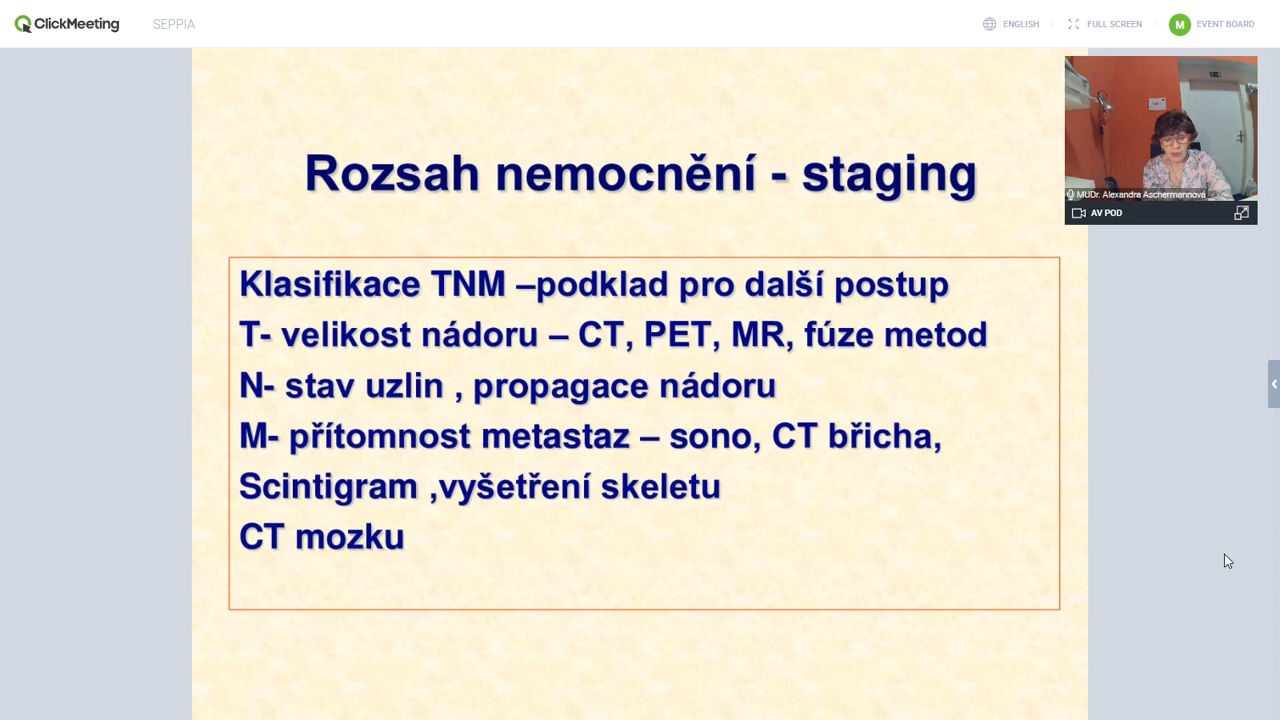 ClickMeeting
SEPPIA
ENGLISH
FULL SCREEN
M
EVENT BOARD
Rozsah nemocnění - staging
MUDr. Alexandra Aschermannová
AV POD
Klasifikace TNM –podklad pro další postup
T- velikost nádoru – CT, PET, MR, fúze metod
N- stav uzlin , propagace nádoru
M- přítomnost metastaz – sono, CT břicha,
Scintigram ,vyšetření skeletu
CT mozku